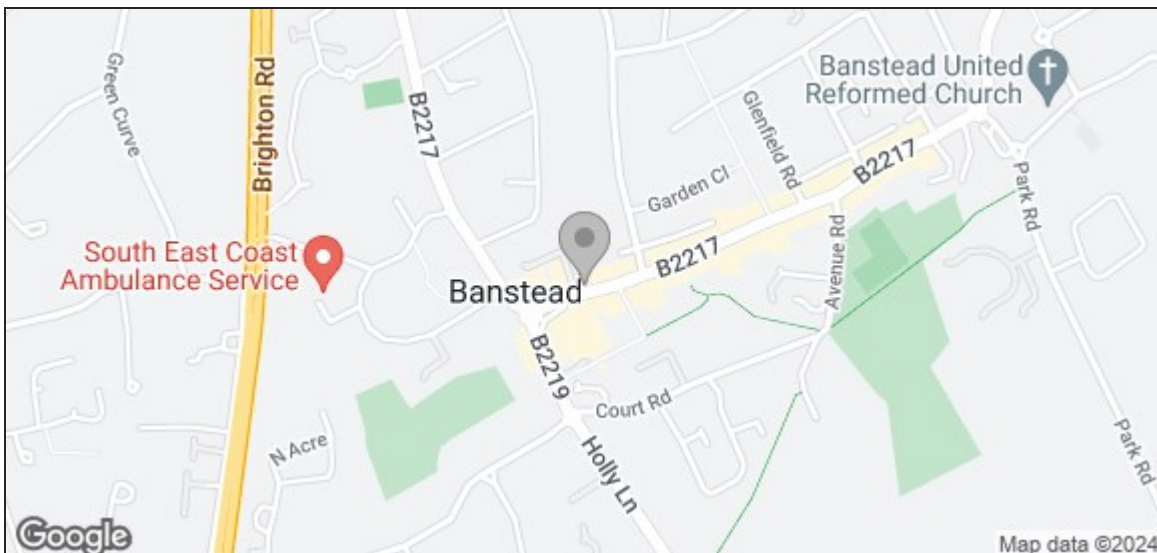 Green Curve
Brighton Rd
B2217
Banstead United
Reformed Church
Glenfield Rd
B2217
Garden Cl
Park Rd
South East Coast
Ambulance Service
B2217
Avenue Rd
Banstead
B2219
Court Rd
N Acre
Holly Ln
Park Rd
Google
Map data ©2024